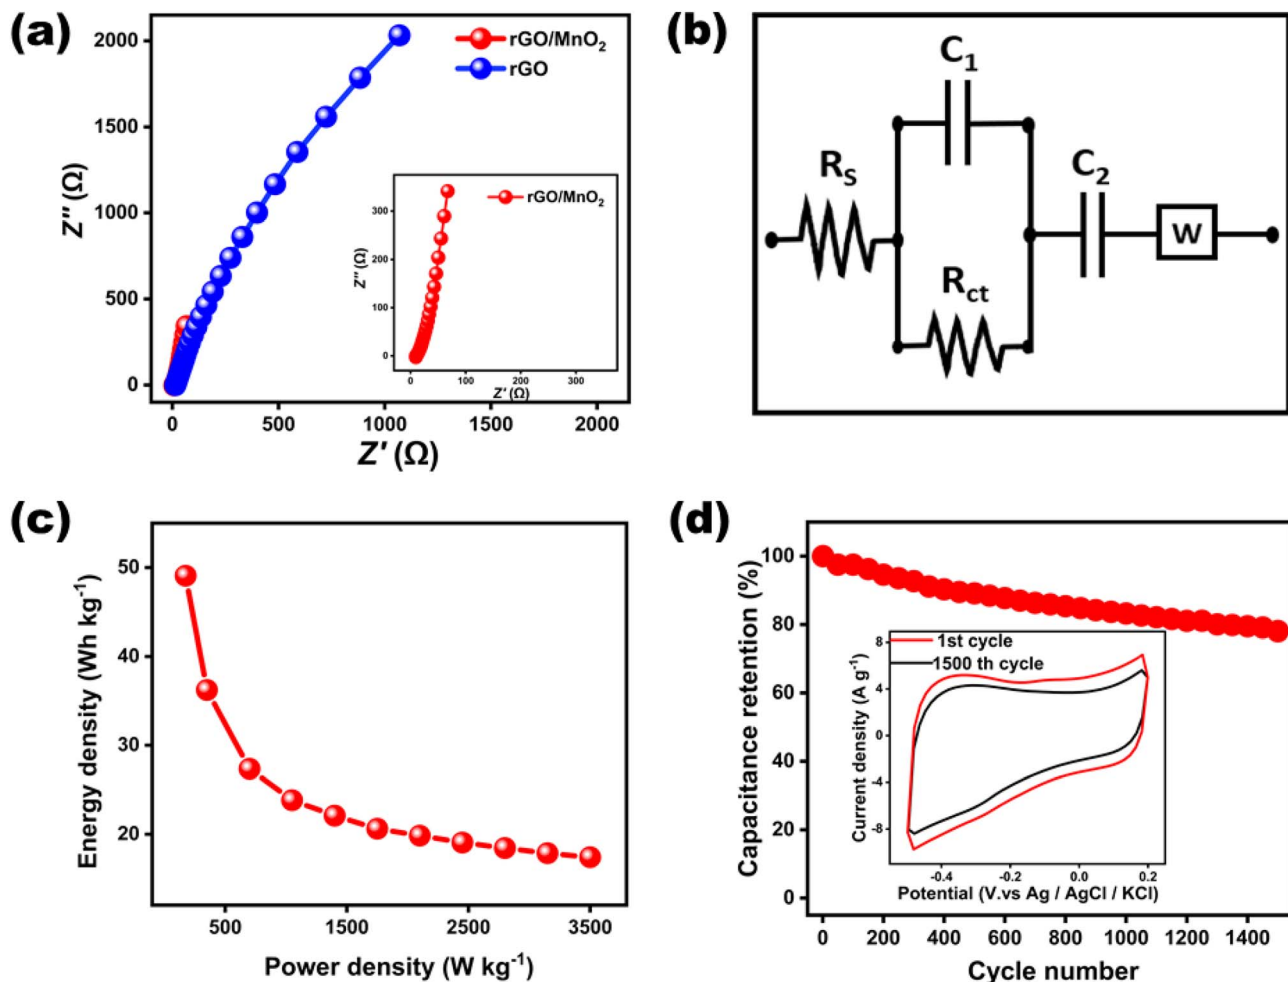 (a)
rGO/MnO₂
rGO
2000
1500
1000
500
0
Z'' (Ω)
0 500 1000 1500 2000
Z' (Ω)
rGO/MnO₂
300
200
100
0
Z'' (Ω)
0 100 200 300
Z' (Ω)
(b)
C₁
R_S
C₂
W
R_ct
(c)
50
40
30
20
Energy density (Wh kg⁻¹)
500 1500 2500 3500
Power density (W kg⁻¹)
(d)
100
80
60
40
20
0
Capacitance retention (%)
1st cycle
1500 th cycle
8
4
0
-4
-8
Current density (A g⁻¹)
-0.4 -0.2 0.0 0.2
Potential (V.vs Ag / AgCl / KCl)
0 200 400 600 800 1000 1200 1400
Cycle number